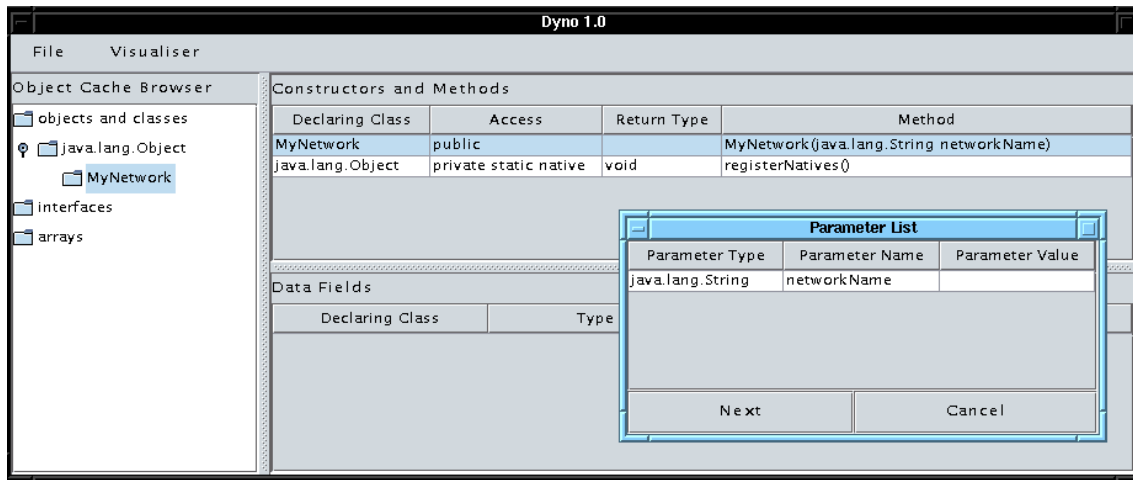 Dyno 1.0
File Visualiser
Object Cache Browser
objects and classes
java.lang.Object
MyNetwork
interfaces
arrays
Constructors and Methods
Declaring Class Access Return Type Method
MyNetwork public MyNetwork(java.lang.String networkName)
java.lang.Object private static native void registerNatives()
Data Fields
Declaring Class Type
Parameter List
Parameter Type Parameter Name Parameter Value
java.lang.String networkName
Next Cancel